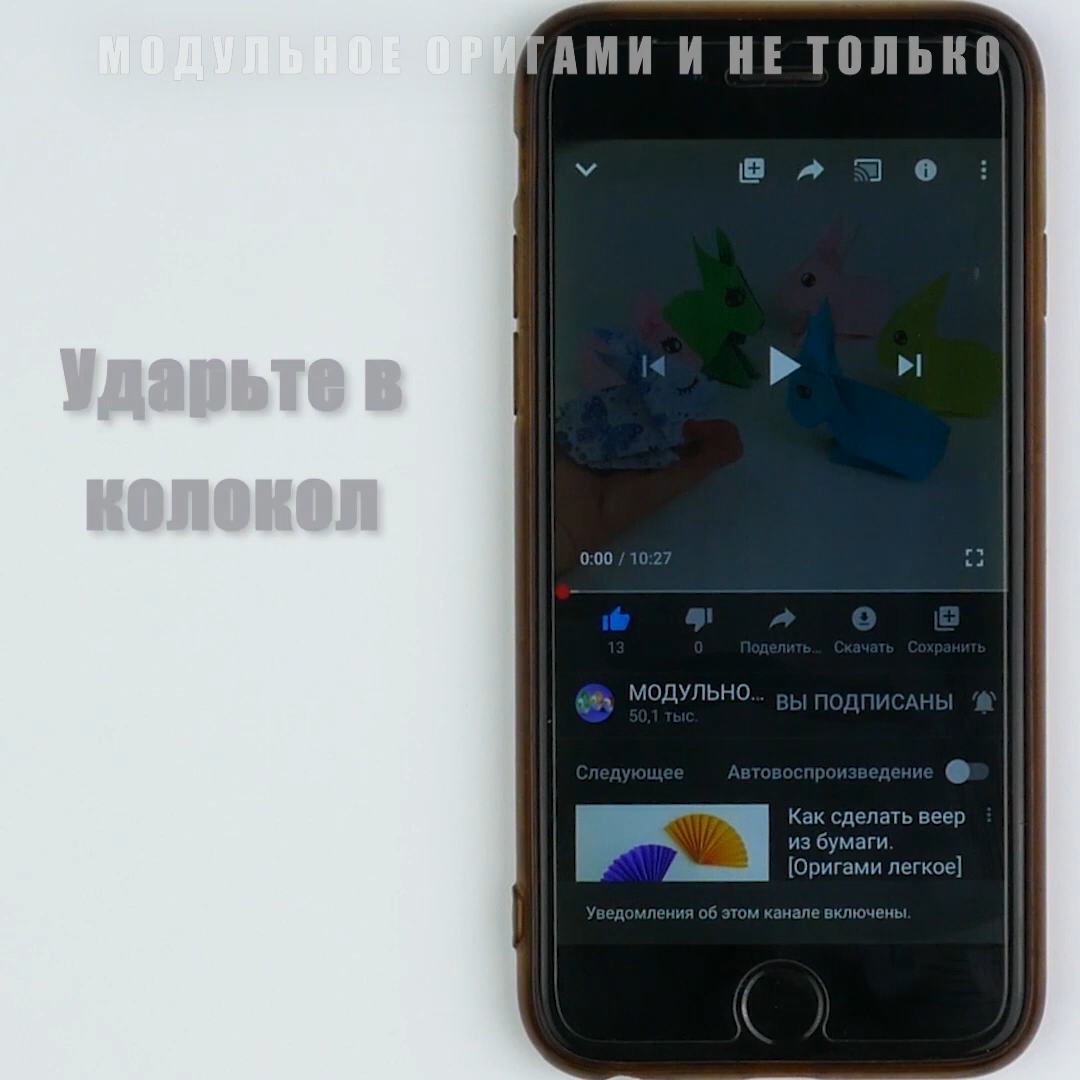 МОДУЛЬНОЕ ОРИГАМИ И НЕ ТОЛЬКО
Ударьте в
колокол
0:00 / 10:27
13
0
Поделить...
Скачать
Сохранить
МОДУЛЬНО...
50,1 тыс.
ВЫ ПОДПИСАНЫ
Следующее
Автовоспроизведение
Как сделать веер
из бумаги.
[Оригами легкое]
Уведомления об этом канале включены.